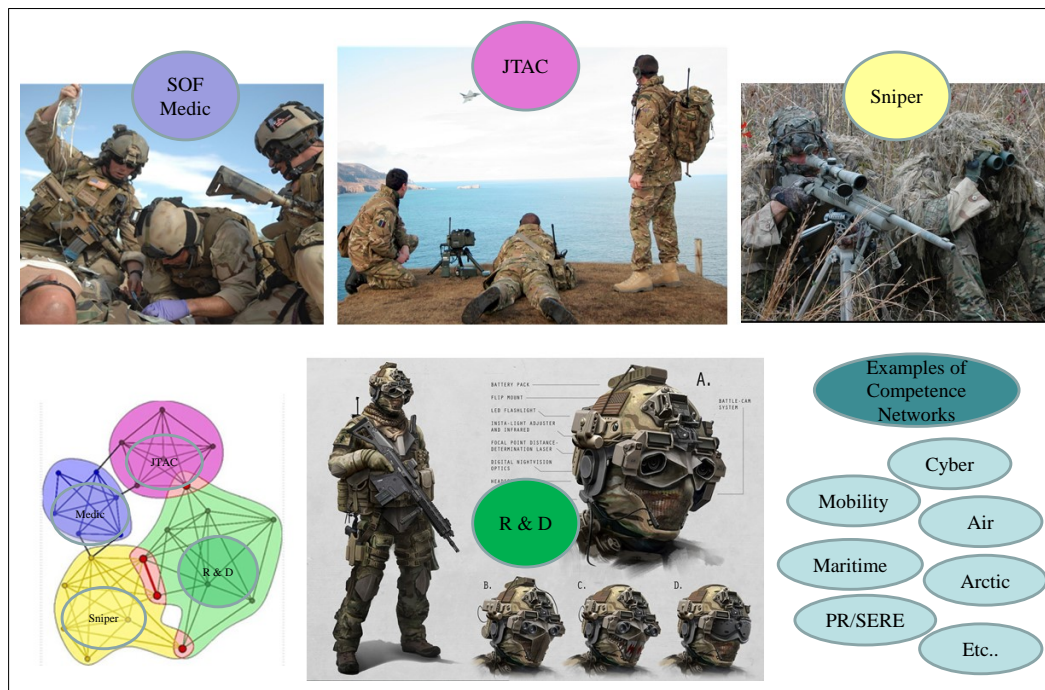 SOF
Medic
JTAC
Sniper
A.
BATTERY PACK
FLIP MOUNT
LED FLASHLIGHT
INSTA-LIGHT ADJUSTER
AND INFRARED
FOCAL POINT DISTANCE-
DETERMINATION LASER
DIGITAL NIGHTVISION
OPTICS
BATTLE-CAM
SYSTEM
R & D
B.
C.
D.
JTAC
Medic
R & D
Sniper
Examples of
Competence
Networks
Cyber
Mobility
Air
Maritime
Arctic
PR/SERE
Etc..